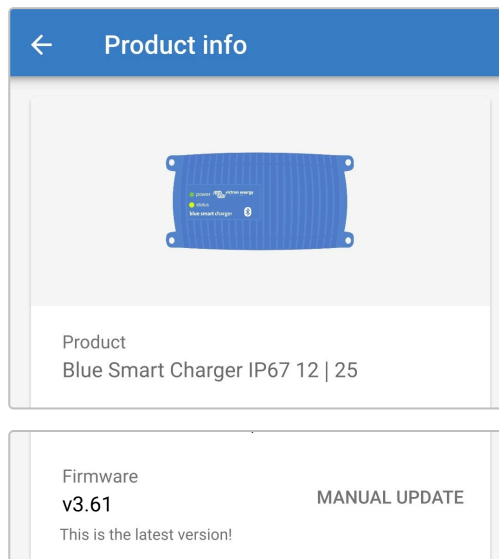 Product info
power victron energy
status
blue smart charger
Product
Blue Smart Charger IP67 12 | 25
Firmware
v3.61
MANUAL UPDATE
This is the latest version!